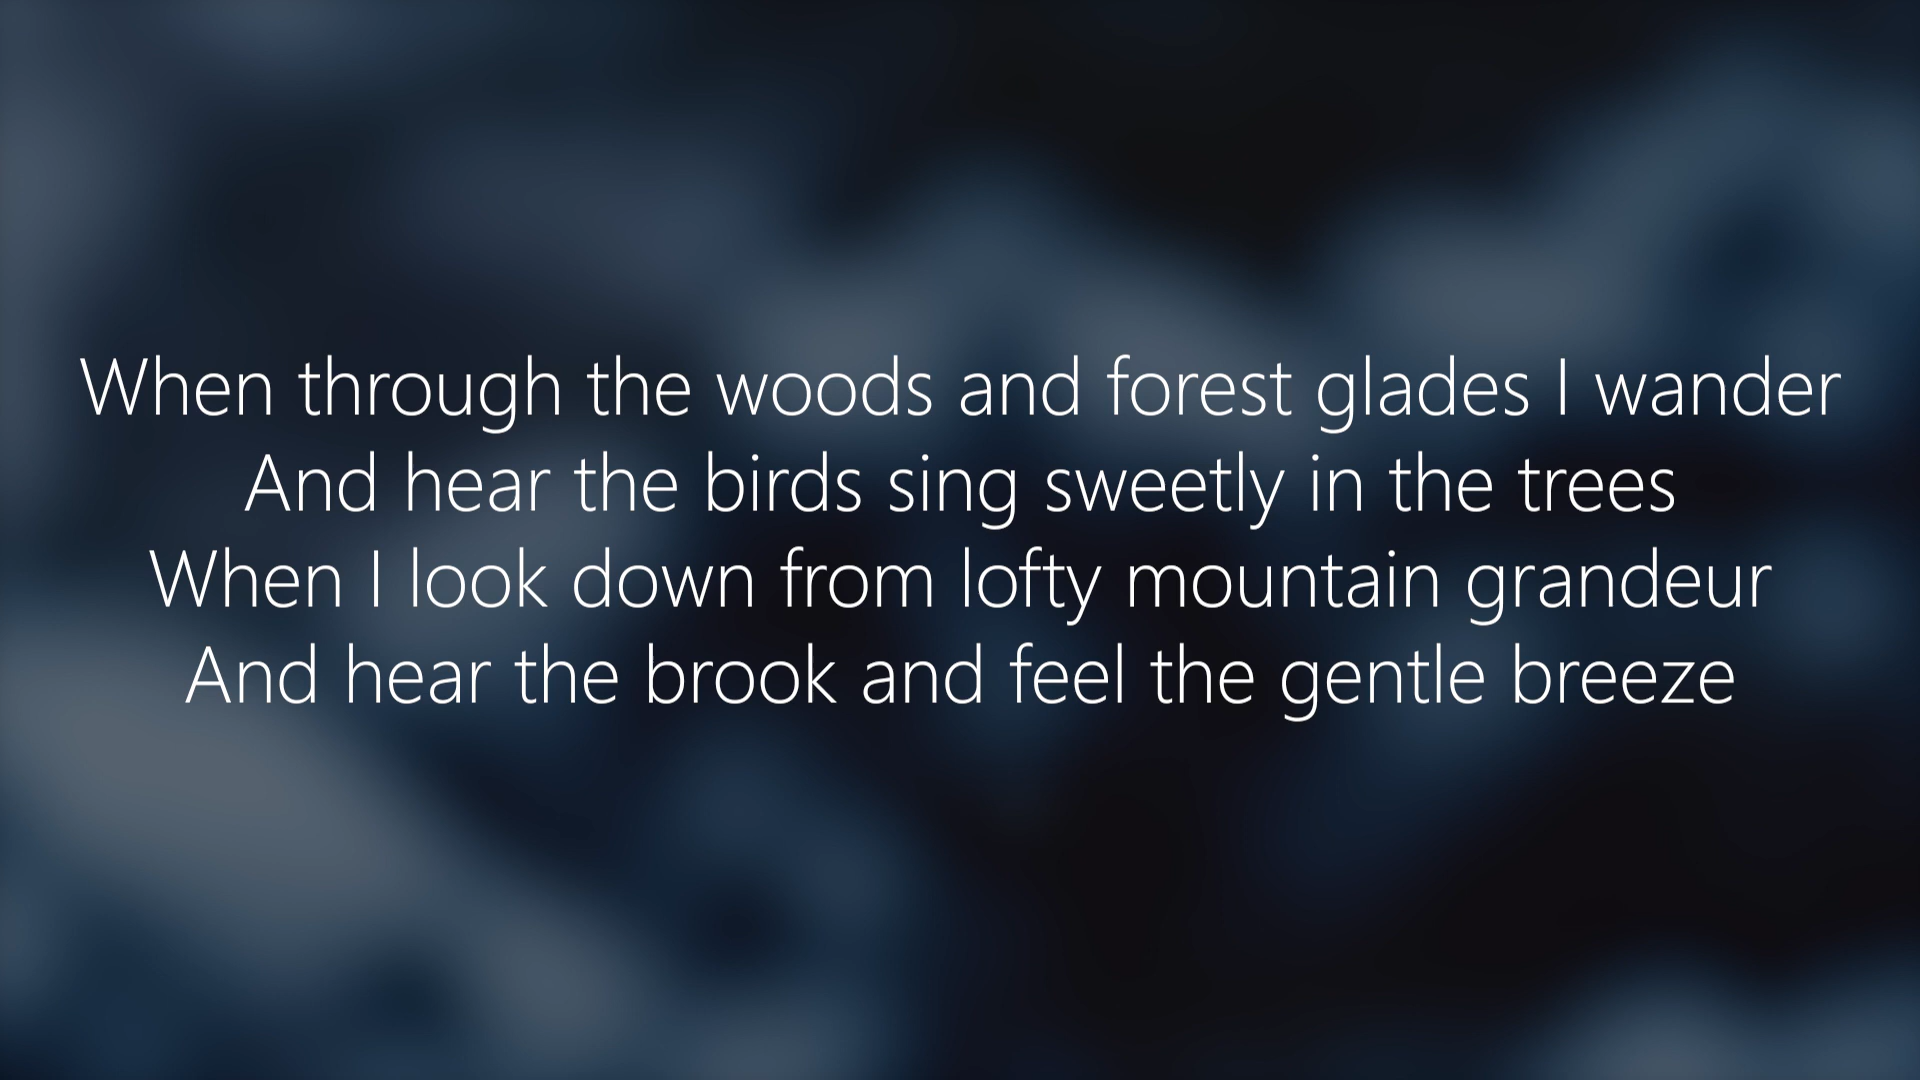 When through the woods and forest glades I wander
And hear the birds sing sweetly in the trees
When I look down from lofty mountain grandeur
And hear the brook and feel the gentle breeze